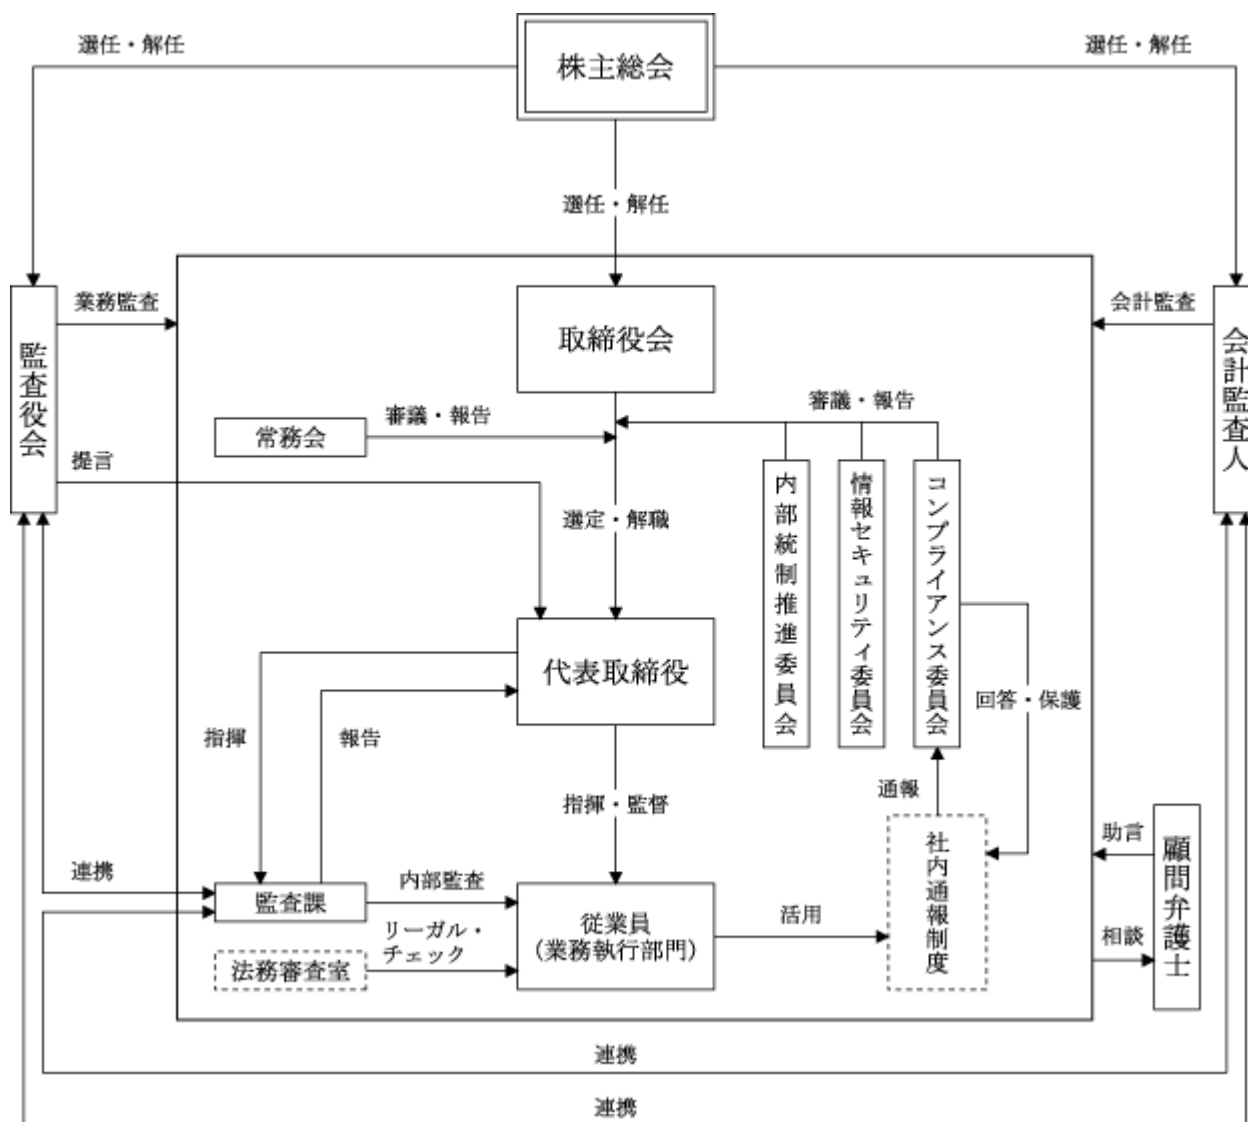 選任・解任
株主総会
選任・解任
選任・解任
監査役会
業務監査
取締役会
会計監査
会計監査人
常務会
審議・報告
審議・報告
提言
選定・解職
内部統制推進委員会
情報セキュリティ委員会
コンプライアンス委員会
代表取締役
回答・保護
指揮
報告
指揮・監督
通報
社内通報制度
助言
顧問弁護士
相談
連携
監査課
内部監査
従業員
(業務執行部門)
活用
リーガル・
チェック
法務審査室
連携
連携